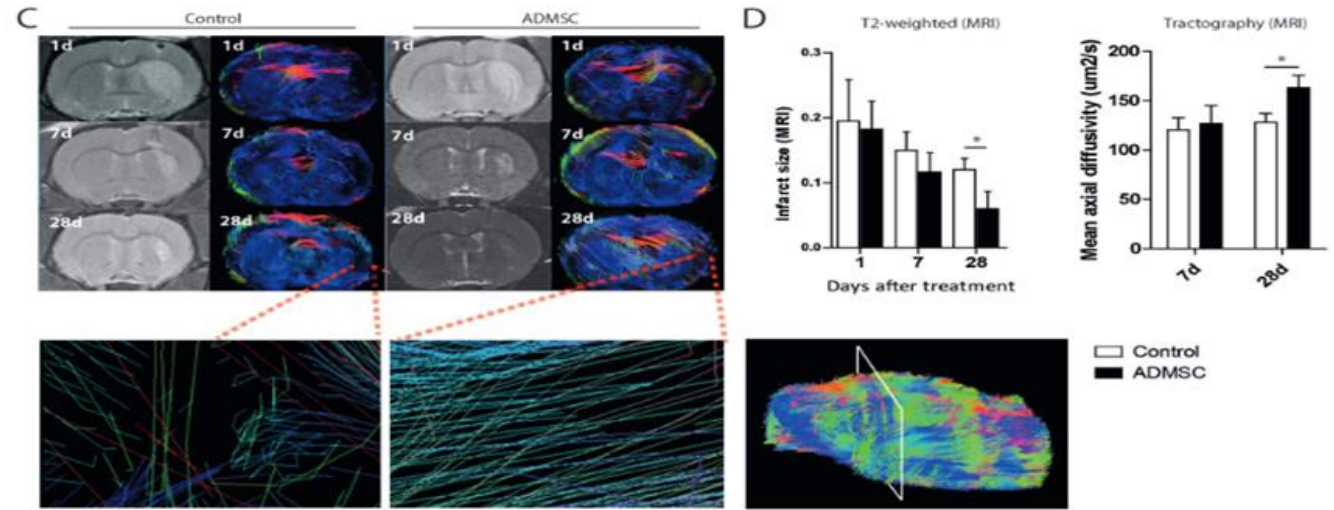 C
Control
ADMSC
1d
1d
1d
1d
7d
7d
7d
7d
28d
28d
28d
28d
D
T2-weighted (MRI)
Infarct size (MRI)
0.3
0.2
0.1
0.0
*
1 7 28
Days after treatment
Tractography (MRI)
Mean axial diffusivity (um2/s)
200
150
100
50
0
*
7d 28d
Control
ADMSC